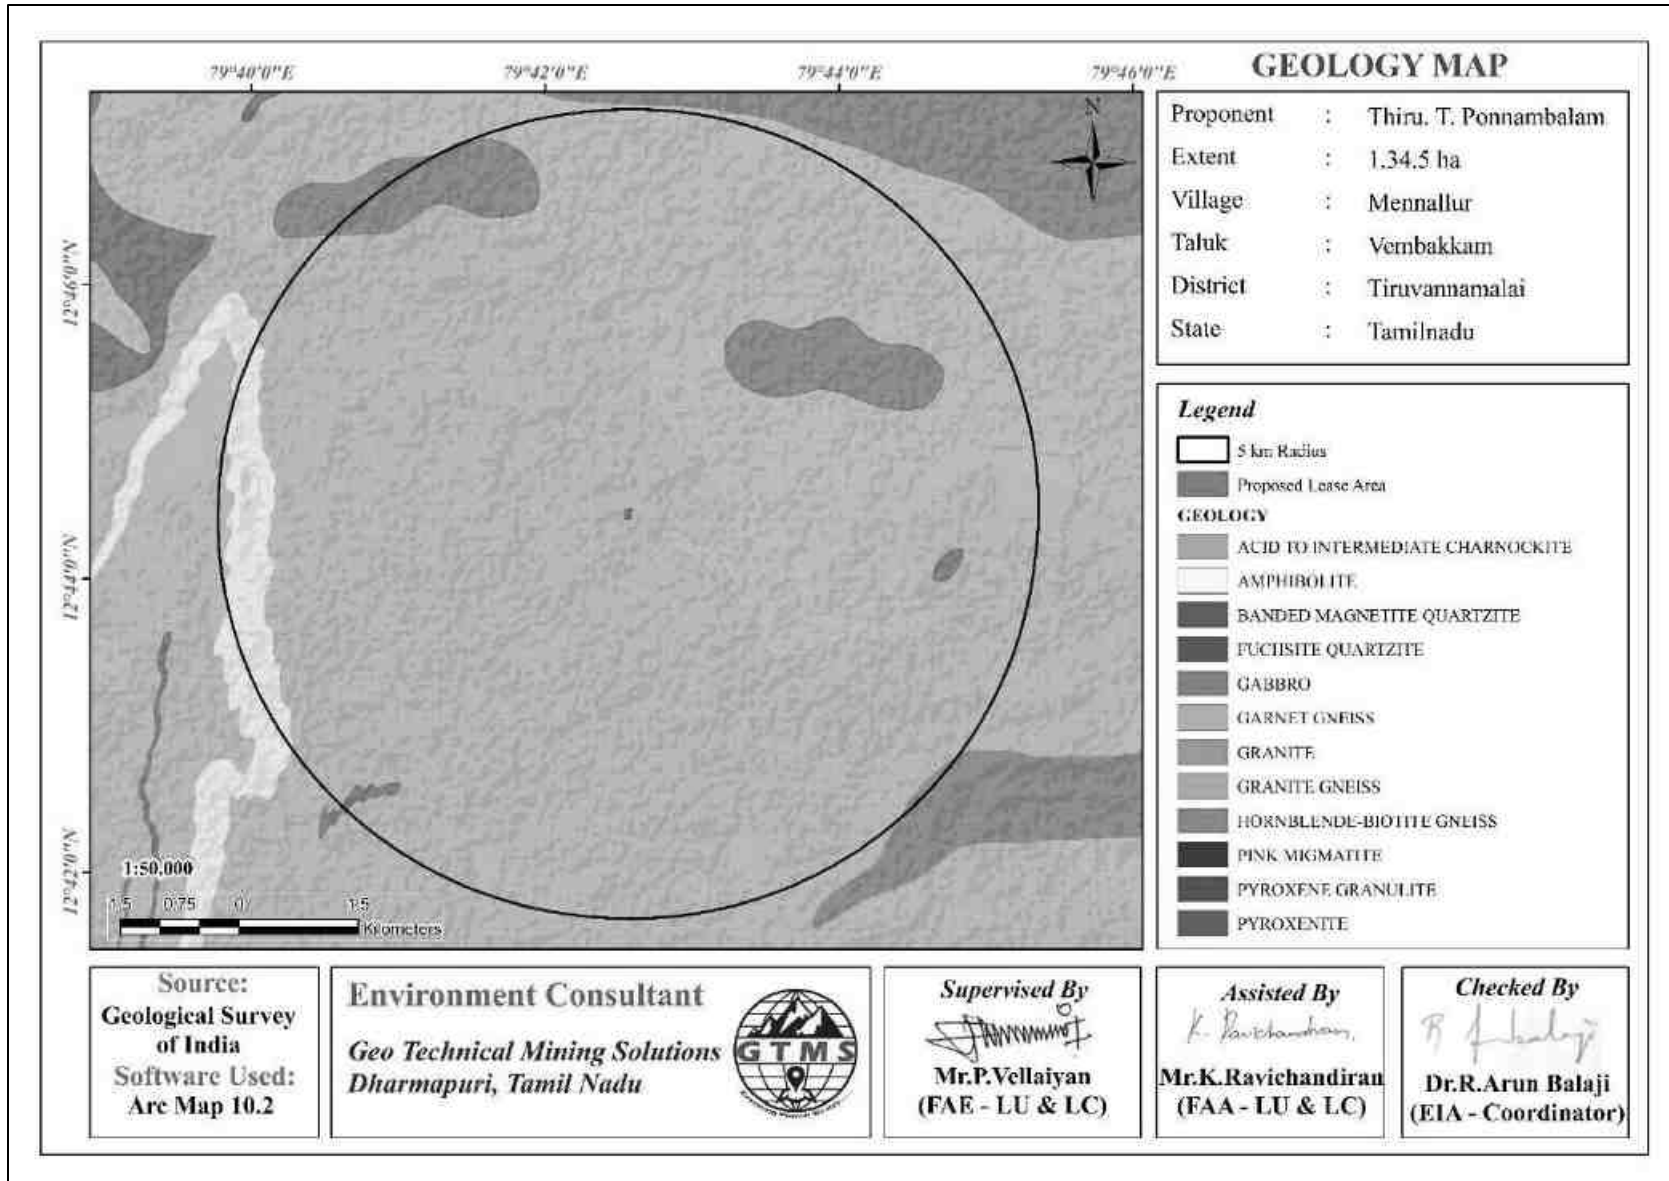 79°40'0"E 79°42'0"E 79°44'0"E 79°46'0"E
GEOLOGY MAP
N
Proponent : Thiru. T. Ponnambalam
Extent : 1.34.5 ha
Village : Mennallur
Taluk : Vembakkam
District : Tiruvannamalai
State : Tamilnadu
12°46'0"N
12°44'0"N
12°42'0"N
Legend
5 km Radius
Proposed Lease Area
GEOLOGY
ACID TO INTERMEDIATE CHARNOCKITE
AMPHIBOLITE
BANDED MAGNETITE QUARTZITE
FUCHSITE QUARTZITE
GABBRO
GARNET GNEISS
GRANITE
GRANITE GNEISS
HORNBLENDE-BIOTITE GNEISS
PINK MIGMATITE
PYROXENE GRANULITE
PYROXENITE
1:50,000
1.5 0.75 0 1.5
Kilometers
Source:
Geological Survey
of India
Software Used:
Arc Map 10.2
Environment Consultant
Geo Technical Mining Solutions
Dharmapuri, Tamil Nadu
GTMS
Supervised By
Mr.P.Vellaiyan
(FAE - LU & LC)
Assisted By
K. Ravichandran,
Mr.K.Ravichandiran
(FAA - LU & LC)
Checked By
Dr.R.Arun Balaji
(EIA - Coordinator)